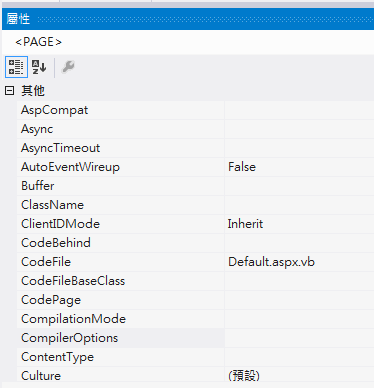 屬性
<PAGE>
其他
AspCompat
Async
AsyncTimeout
AutoEventWireup False
Buffer
ClassName
ClientIDMode Inherit
CodeBehind
CodeFile Default.aspx.vb
CodeFileBaseClass
CodePage
CompilationMode
CompilerOptions
ContentType
Culture (預設)